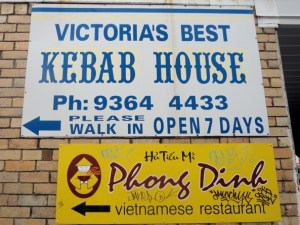 VICTORIA'S BEST
KEBAB HOUSE
Ph: 9364 4433
PLEASE
WALK IN OPEN 7 DAYS
Hủ Tiếu Mì
Phong Dinh
vietnamese restaurant